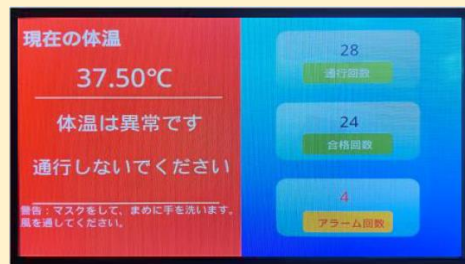 現在の体温
37.50℃
体温は異常です
通行しないでください
警告：マスクをして、まめに手を洗います。
風を通してください。
28
通行回数
24
合格回数
4
アラーム回数